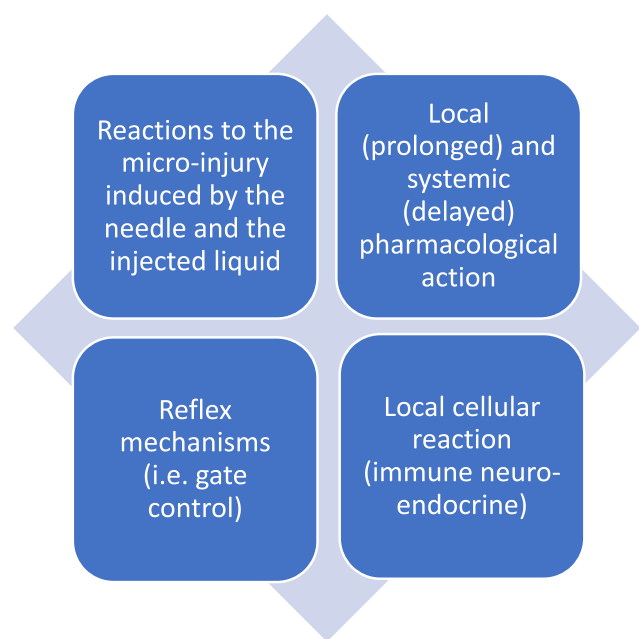 Reactions to the
micro-injury
induced by the
needle and the
injected liquid
Local
(prolonged) and
systemic
(delayed)
pharmacological
action
Reflex
mechanisms
(i.e. gate
control)
Local cellular
reaction
(immune neuro-
endocrine)